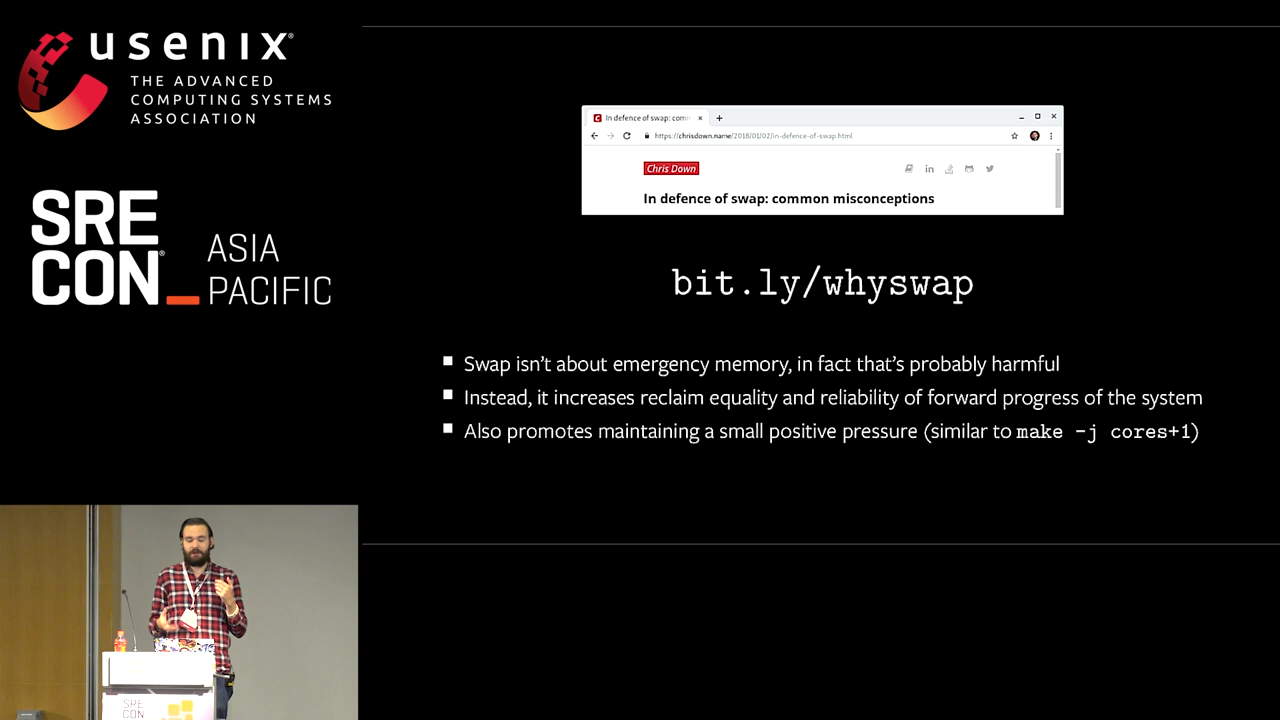 usenix®
THE ADVANCED
COMPUTING SYSTEMS
ASSOCIATION
SRE
CON®
ASIA
PACIFIC
In defence of swap: com
https://chrisdown.name/2018/01/02/in-defence-of-swap.html
Chris Down
In defence of swap: common misconceptions
bit.ly/whyswap
Swap isn't about emergency memory, in fact that's probably harmful
Instead, it increases reclaim equality and reliability of forward progress of the system
Also promotes maintaining a small positive pressure (similar to make -j cores+1)
SRE
CON